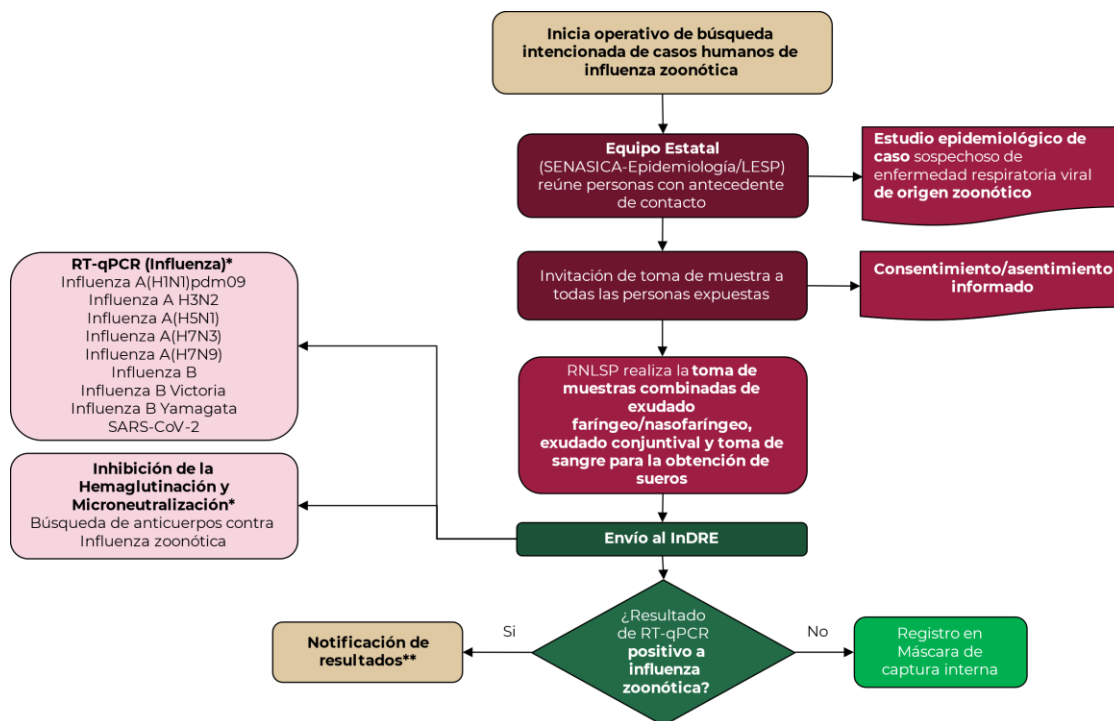 Inicia operativo de búsqueda
intencionada de casos humanos de
influenza zoonótica
Equipo Estatal
(SENASICA-Epidemiología/LESP)
reúne personas con antecedente
de contacto
Estudio epidemiológico de
caso sospechoso de
enfermedad respiratoria viral
de origen zoonótico
Invitación de toma de muestra a
todas las personas expuestas
Consentimiento/asentimiento
informado
RT-qPCR (Influenza)*
Influenza A(H1N1)pdm09
Influenza A H3N2
Influenza A(H5N1)
Influenza A(H7N3)
Influenza A(H7N9)
Influenza B
Influenza B Victoria
Influenza B Yamagata
SARS-CoV-2
RNLSP realiza la toma de
muestras combinadas de
exudado
faríngeo/nasofaríngeo,
exudado conjuntival y toma de
sangre para la obtención de
sueros
Inhibición de la
Hemaglutinación y
Microneutralización*
Búsqueda de anticuerpos contra
Influenza zoonótica
Envío al InDRE
¿Resultado
de RT-qPCR
positivo a
influenza
zoonótica?
Si
Notificación de
resultados**
No
Registro en
Máscara de
captura interna